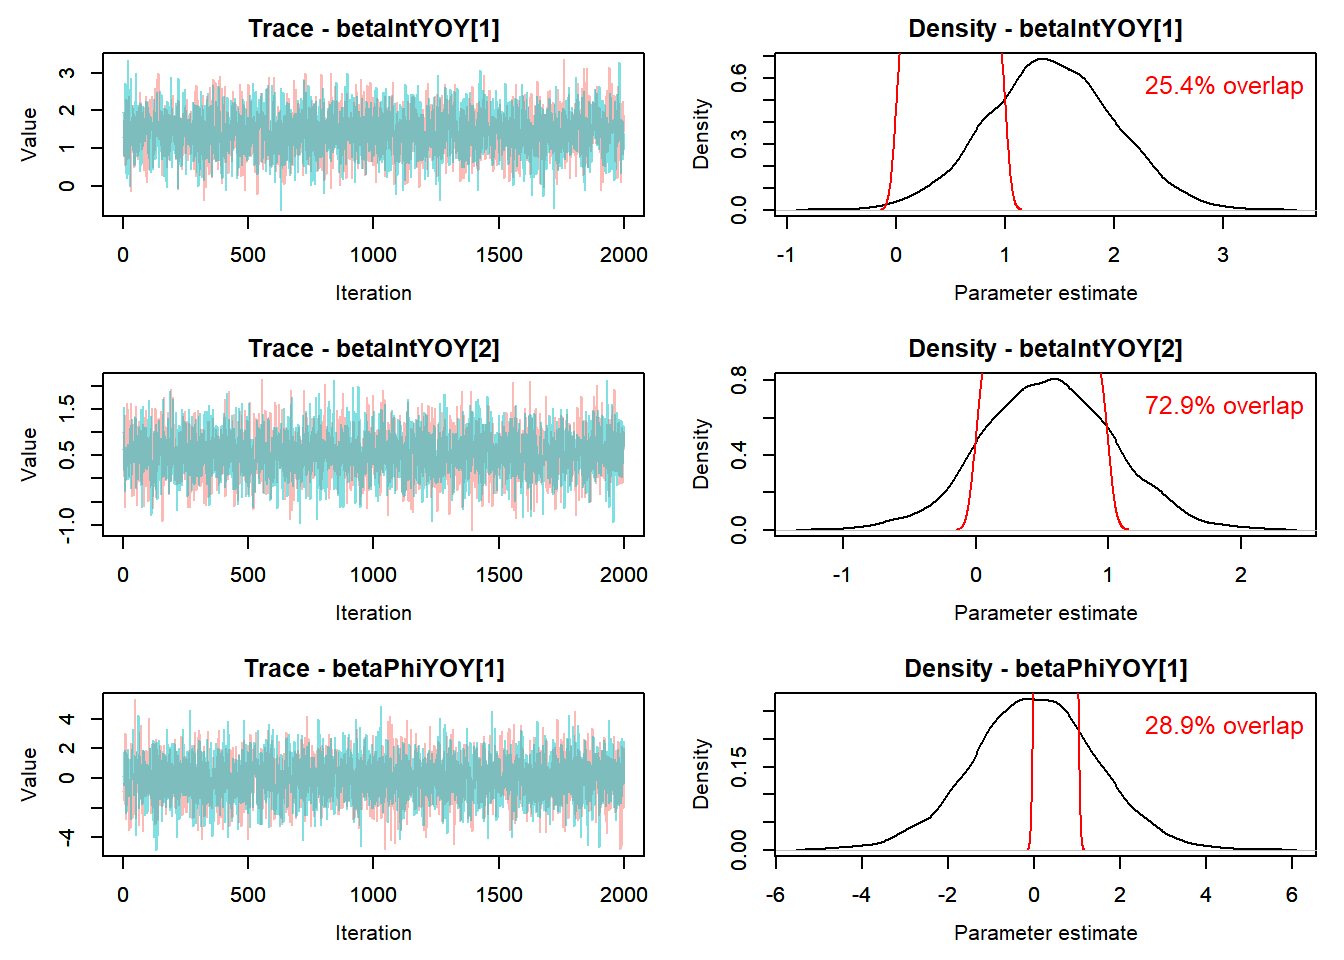 Trace - betaIntYOY[1]
Value
0
1
2
3
0 500 1000 1500 2000
Iteration
Density - betaIntYOY[1]
25.4% overlap
Density
0.0
0.3
0.6
-1 0 1 2 3
Parameter estimate
Trace - betaIntYOY[2]
Value
-1.0
0.5
1.5
0 500 1000 1500 2000
Iteration
Density - betaIntYOY[2]
72.9% overlap
Density
0.0
0.4
0.8
-1 0 1 2
Parameter estimate
Trace - betaPhiYOY[1]
Value
-4
0
2
4
0 500 1000 1500 2000
Iteration
Density - betaPhiYOY[1]
28.9% overlap
Density
0.00
0.15
-6 -4 -2 0 2 4 6
Parameter estimate